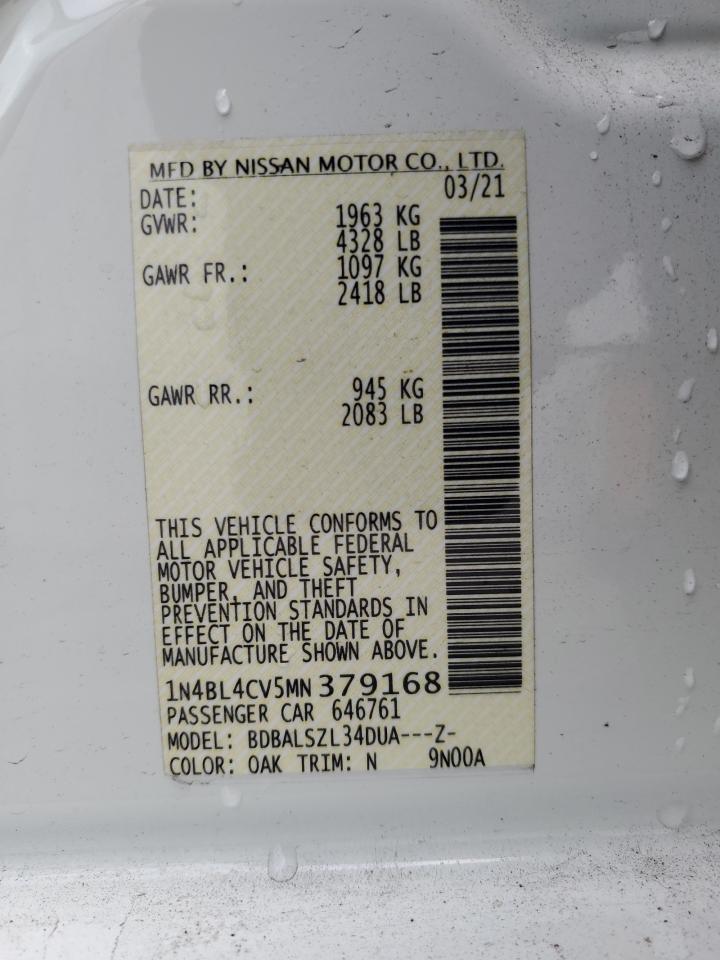 MFD BY NISSAN MOTOR CO., LTD.
DATE: 03/21
GVWR: 1963 KG
4328 LB
GAWR FR.: 1097 KG
2418 LB
GAWR RR.: 945 KG
2083 LB
THIS VEHICLE CONFORMS TO
ALL APPLICABLE FEDERAL
MOTOR VEHICLE SAFETY,
BUMPER, AND THEFT
PREVENTION STANDARDS IN
EFFECT ON THE DATE OF
MANUFACTURE SHOWN ABOVE.
1N4BL4CV5MN379168
PASSENGER CAR 646761
MODEL: BDBALSZL34DUA---Z-
COLOR: QAK TRIM: N 9N00A